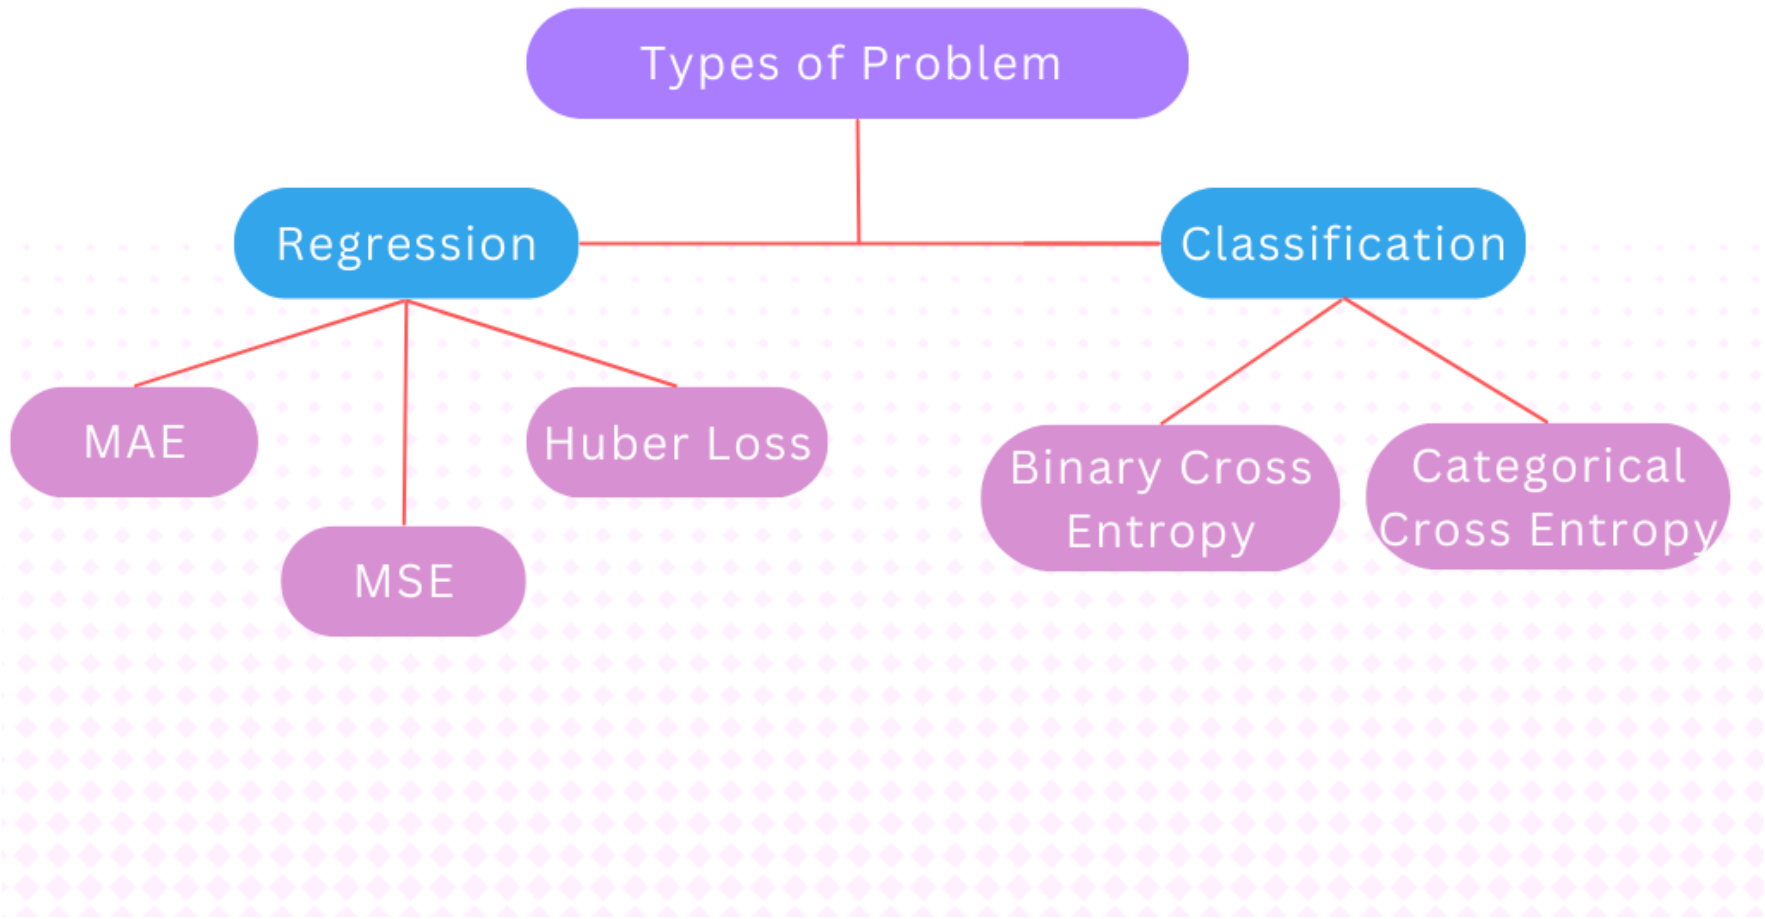 Types of Problem
Regression
Classification
MAE
Huber Loss
MSE
Binary Cross
Entropy
Categorical
Cross Entropy